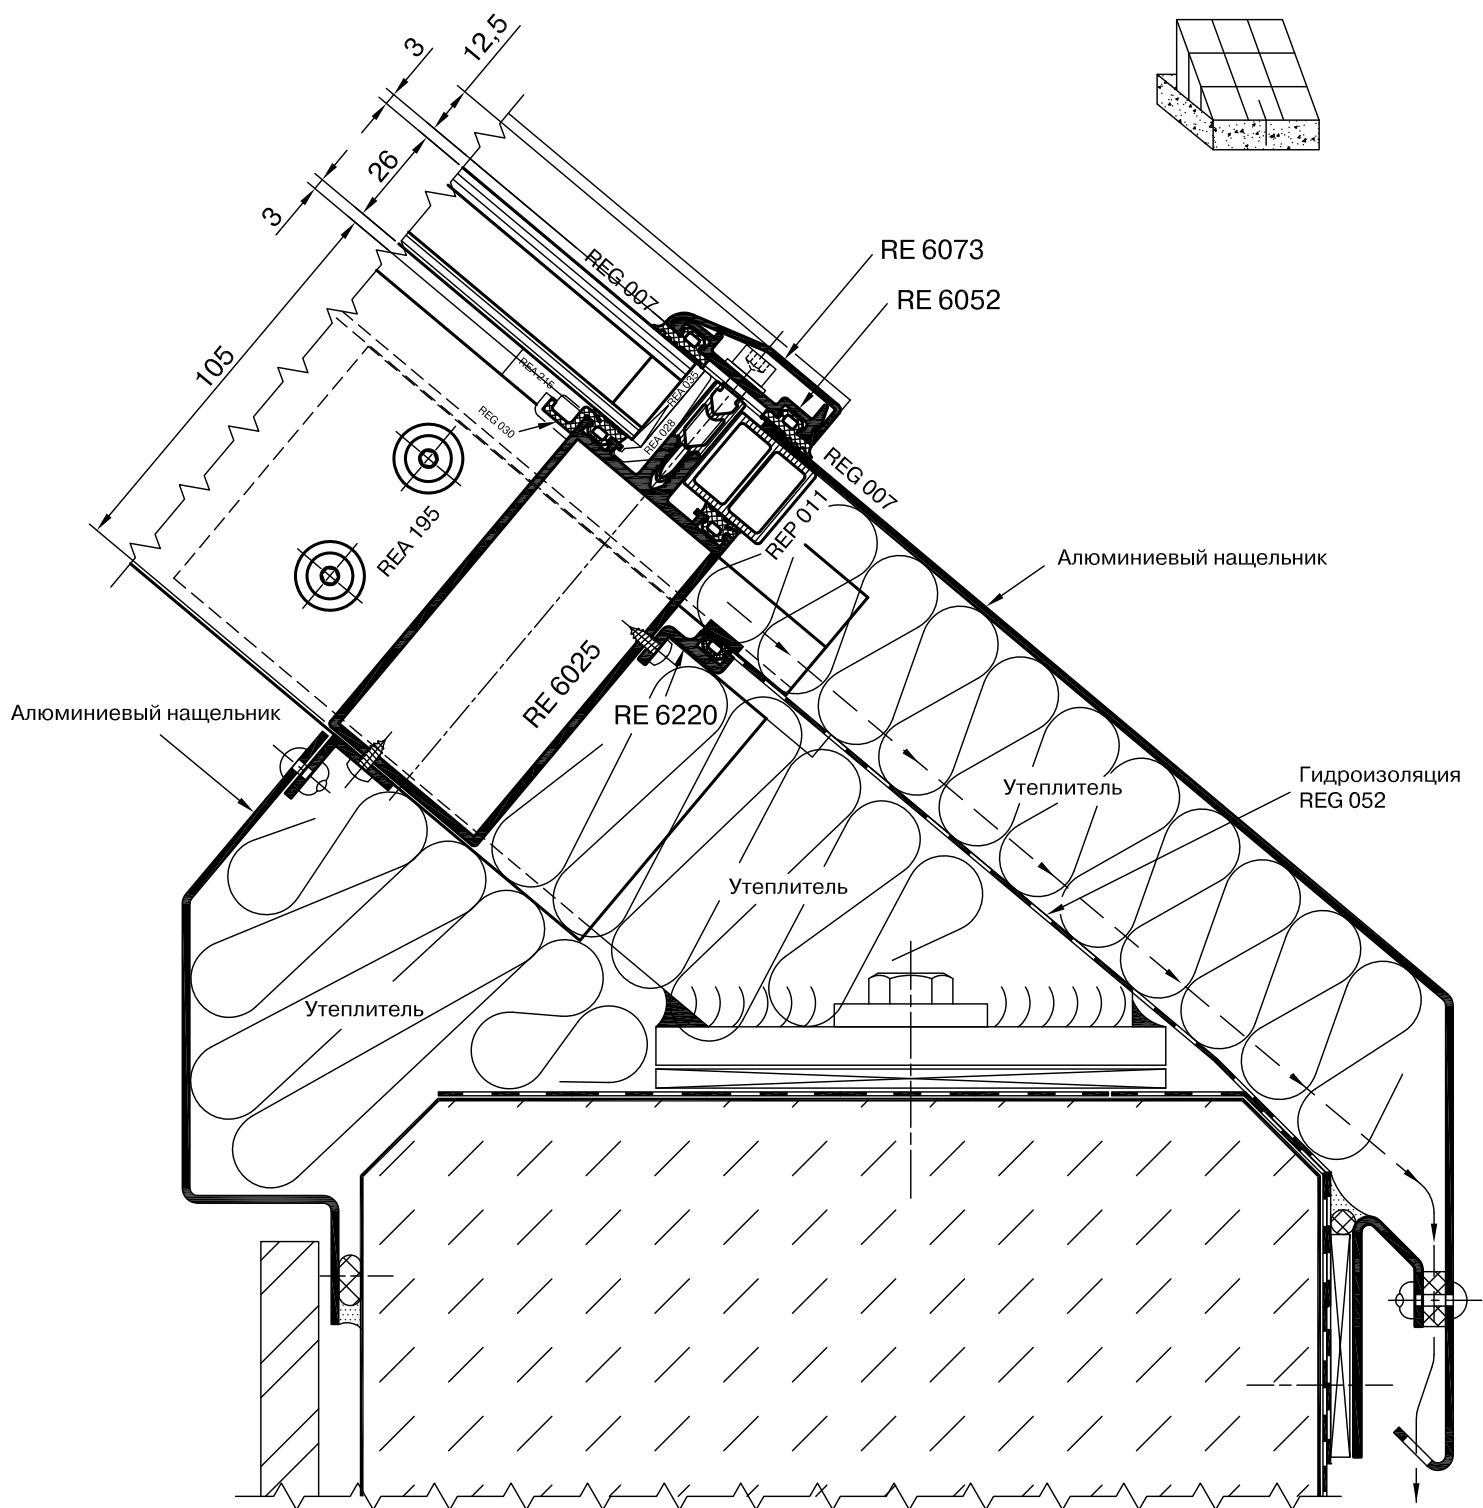 3
12,5
26
3
105
REG 007
RE 6073
RE 6052
REA 215
REA 035
REG 030
REA 028
REG 007
REP 011
REA 195
Алюминиевый нащельник
RE 6025
RE 6220
Алюминиевый нащельник
Утеплитель
Гидроизоляция
REG 052
Утеплитель
Утеплитель